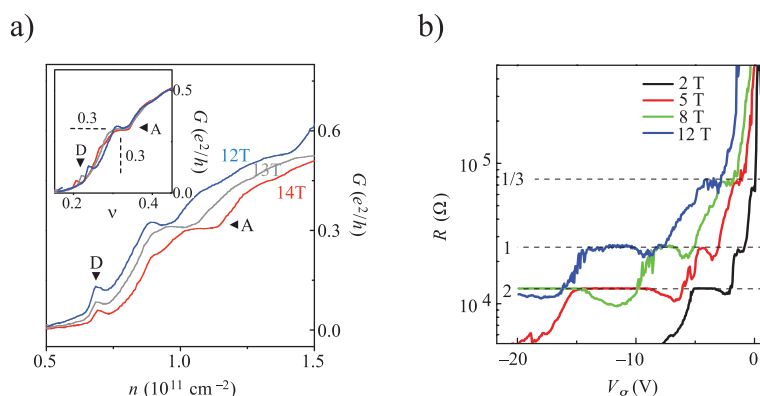 a)
0.3
D
A
0.3
0.5
0.0
G (e²/h)
0.2
0.4
ν
12T
13T
14T
D
A
0.6
0.3
0.0
G (e²/h)
0.5
1.0
1.5
n (10¹¹ cm⁻²)
b)
2 T
5 T
8 T
12 T
10⁵
10⁴
R (Ω)
1/3
1
2
−20
−10
0
V_g (V)